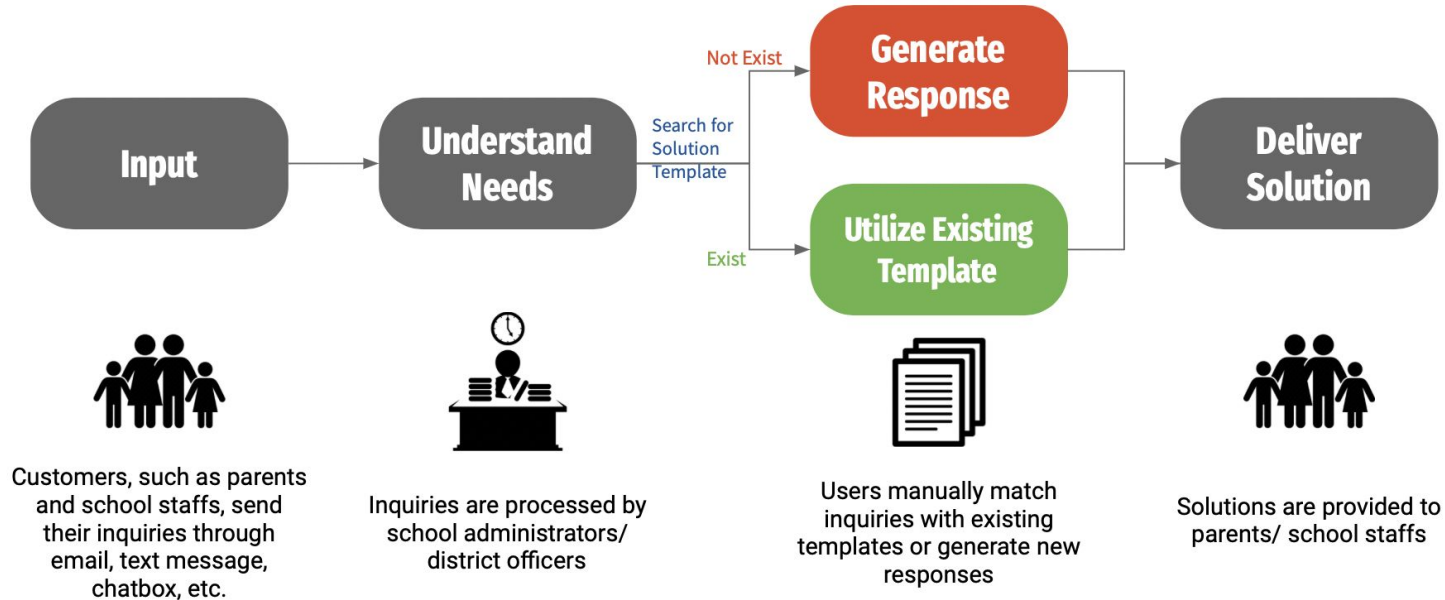 Input
Understand
Needs
Search for
Solution
Template
Not Exist
Generate
Response
Exist
Utilize Existing
Template
Deliver
Solution
Customers, such as parents
and school staffs, send
their inquiries through
email, text message,
chatbox, etc.
Inquiries are processed by
school administrators/
district officers
Users manually match
inquiries with existing
templates or generate new
responses
Solutions are provided to
parents/ school staffs